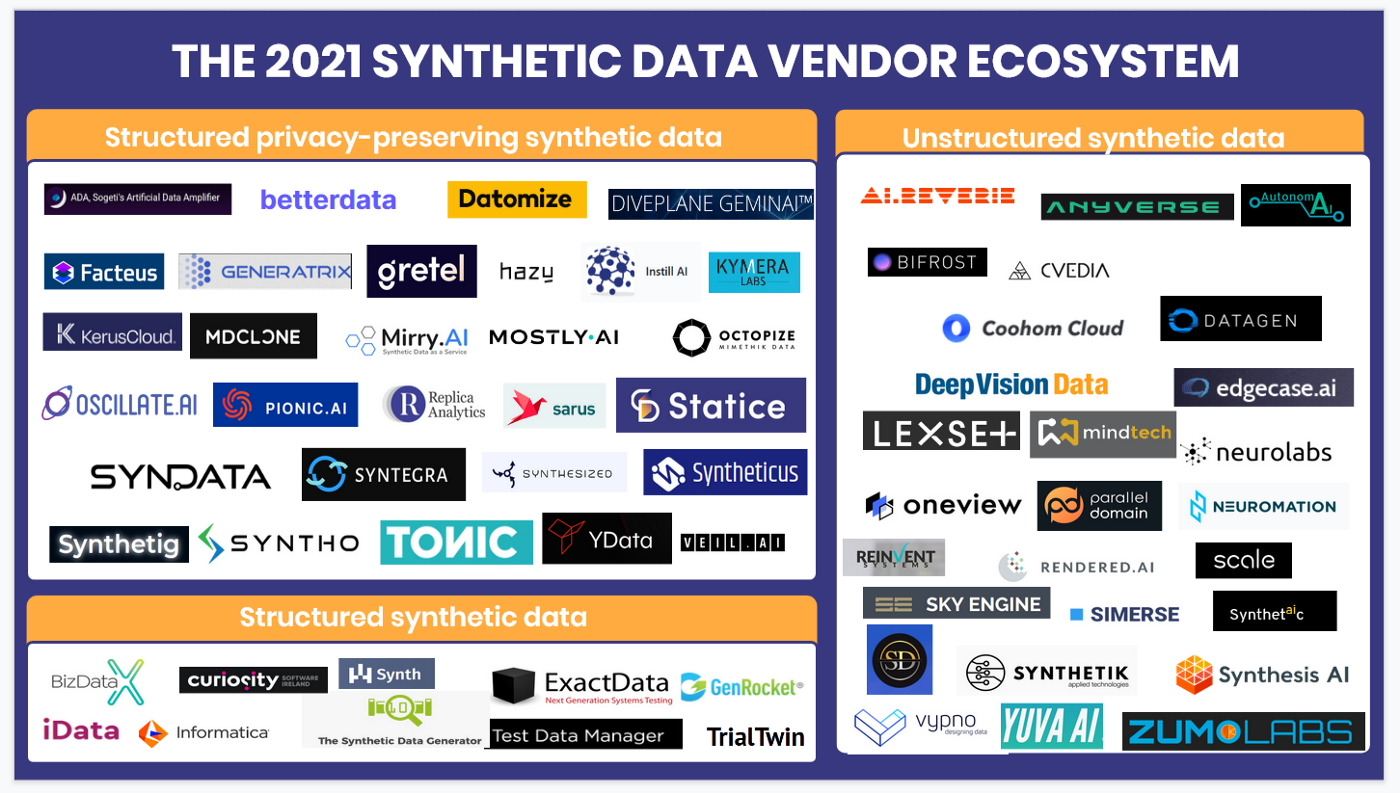 THE 2021 SYNTHETIC DATA VENDOR ECOSYSTEM
Structured privacy-preserving synthetic data
ADA, Sogeti's Artificial Data Amplifier
betterdata
Datomize
DIVEPLANE GEMINAI™
Facteus
GENERATRIX
gretel
hazy
Instill AI
KYMERA
LABS
KerusCloud.
MDCLONE
Mirry.AI
Synthetic Data as a Service
MOSTLY·AI
OCTOPIZE
MIMETHIK DATA
OSCILLATE.AI
PIONIC.AI
R
Replica
Analytics
sarus
Statice
SYNDATA
SYNTEGRA
SYNTHESIZED
Syntheticus
Synthetig
SYNTHO
TONIC
YData
VEIL.AI
Structured synthetic data
BizDataX
curiosity
SOFTWARE
IRELAND
Synth
ExactData
Next Generation Systems Testing
GenRocket®
iData
Informatica
The Synthetic Data Generator
Test Data Manager
TrialTwin
Unstructured synthetic data
AI.REVERIE
ANYVERSE
AutonomAI
BIFROST
CVEDIA
Coohom Cloud
DATAGEN
DeepVision Data
edgecase.ai
LEXSET
mindtech
neurolabs
oneview
parallel
domain
NEUROMATION
REINVENT
SYSTEMS
RENDERED.AI
scale
SKY ENGINE
SIMERSE
Synthetaic
SD
SYNTHETIK
applied technologies
Synthesis AI
vypno
designing data
YUVA AI
ZUMOLABS